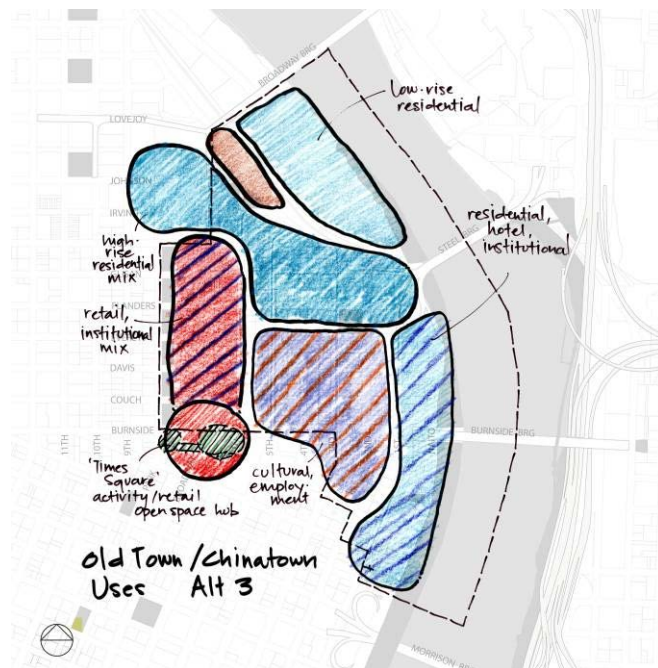 BROADWAY BRG
low-rise
residential
LOVEJOY
JOHNSON
IRVING
residential,
hotel,
institutional
STEEL BRG
high-
rise
residential
mix
FLANDERS
retail,
institutional
mix
DAVIS
COUCH
BURNSIDE
11TH
10TH
9TH
5TH
BURNSIDE BRG
'Times
Square'
activity/retail
open space hub
cultural,
employ-
ment
Old Town/Chinatown
Uses Alt 3
MORRISON BRG